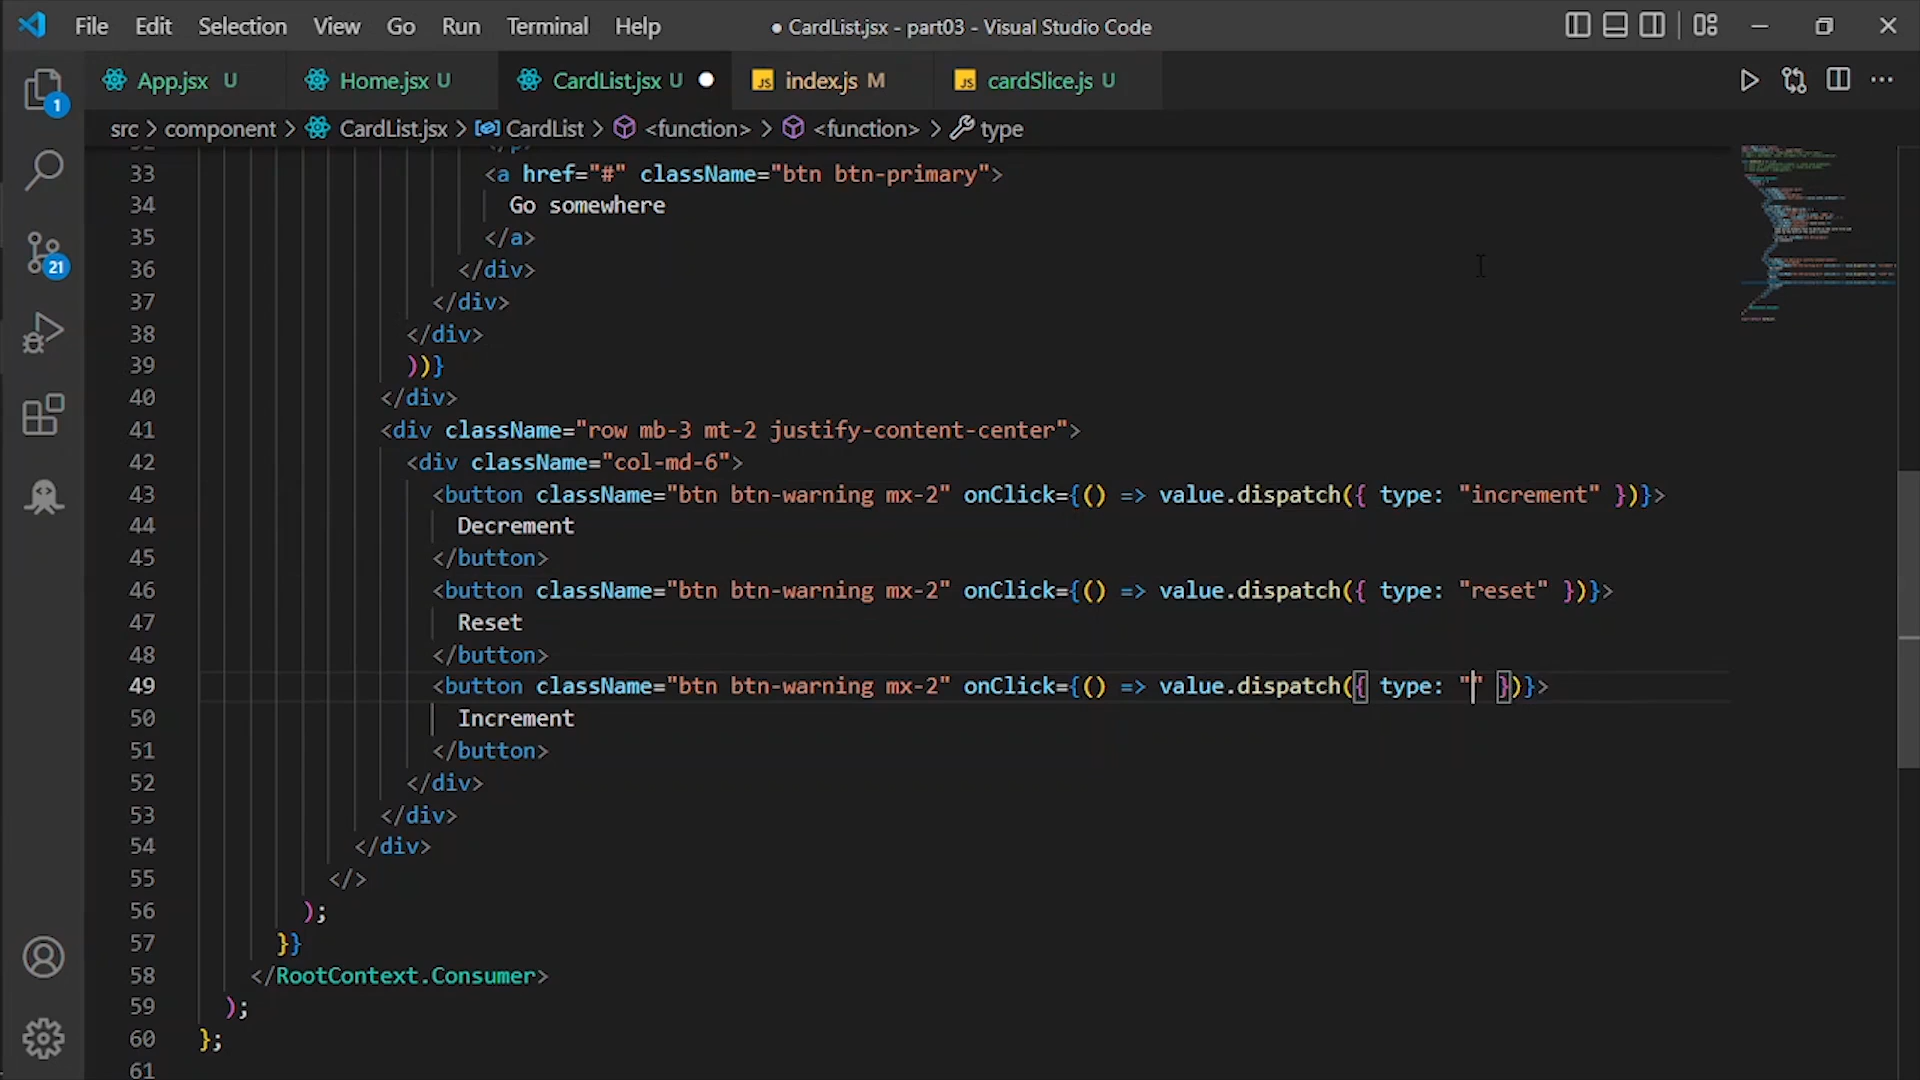 File Edit Selection View Go Run Terminal Help ● CardList.jsx - part03 - Visual Studio Code
App.jsx U Home.jsx U CardList.jsx U JS index.js M JS cardSlice.js U
src > component > CardList.jsx > CardList > <function> > <function> > type
33 <a href="#" className="btn btn-primary">
34 Go somewhere
35 </a>
36 </div>
37 </div>
38 </div>
39 ))}
40 </div>
41 <div className="row mb-3 mt-2 justify-content-center">
42 <div className="col-md-6">
43 <button className="btn btn-warning mx-2" onClick={() => value.dispatch({ type: "increment" })}>
44 Decrement
45 </button>
46 <button className="btn btn-warning mx-2" onClick={() => value.dispatch({ type: "reset" })}>
47 Reset
48 </button>
49 <button className="btn btn-warning mx-2" onClick={() => value.dispatch({ type: "" })}>
50 Increment
51 </button>
52 </div>
53 </div>
54 </div>
55 </>
56 );
57 }}
58 </RootContext.Consumer>
59 );
60 };
61
1
21